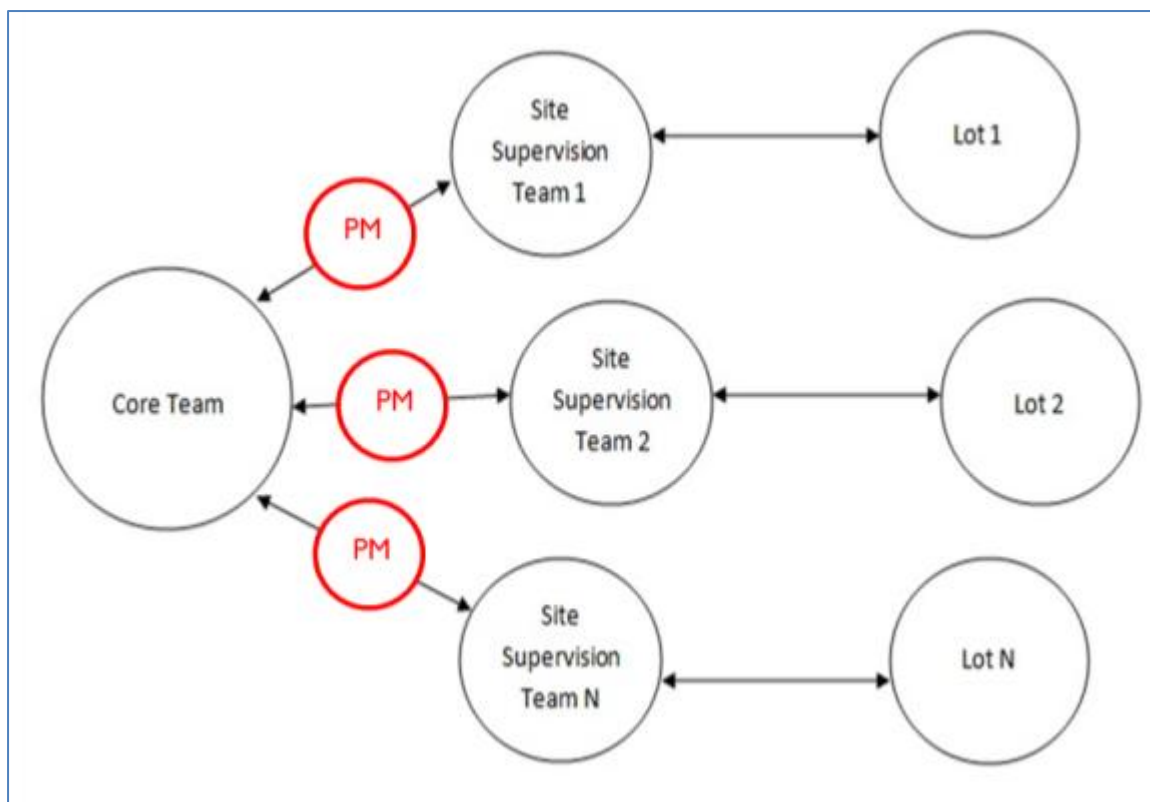 Site
Supervision
Team 1
Lot 1
PM
Core Team
PM
Site
Supervision
Team 2
Lot 2
PM
Site
Supervision
Team N
Lot N